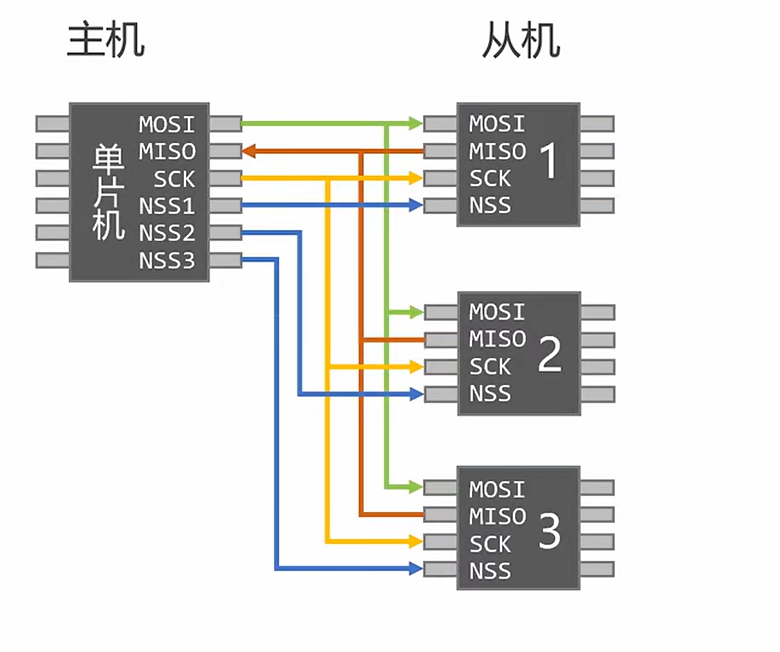 主机
从机
单片机
MOSI
MISO
SCK
NSS1
NSS2
NSS3
MOSI
MISO
SCK
NSS
1
MOSI
MISO
SCK
NSS
2
MOSI
MISO
SCK
NSS
3